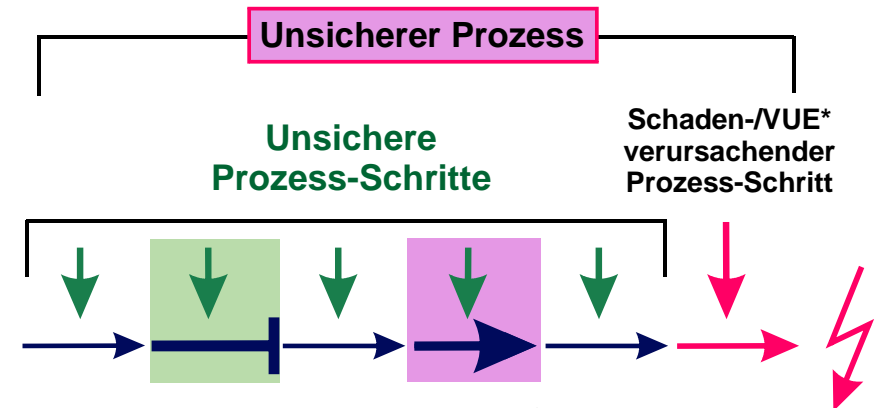 Unsicherer Prozess
Unsichere
Prozess-Schritte
Schaden-/VUE*
verursachender
Prozess-Schritt